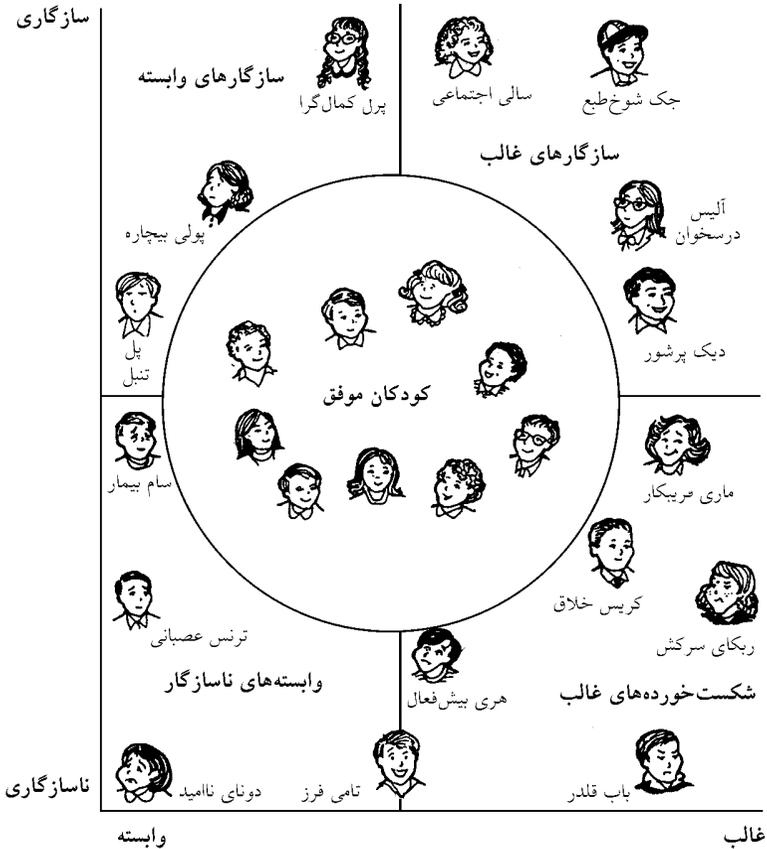 سازگاری
سازگارهای وابسته
پرل کمال‌گرا
سالی اجتماعی
جک شوخ‌طبع
سازگارهای غالب
آلیس
درسخوان
پولی بیچاره
دیک پرشور
پل
تنبل
کودکان موفق
سام بیمار
ماری فریبکار
کریس خلاق
ربکای سرکش
ترنس عصبانی
وابسته‌های ناسازگار
هری بیش‌فعال
شکست‌خورده‌های غالب
ناسازگاری
دونای ناامید
تامی فرز
باب قلدر
وابسته
غالب